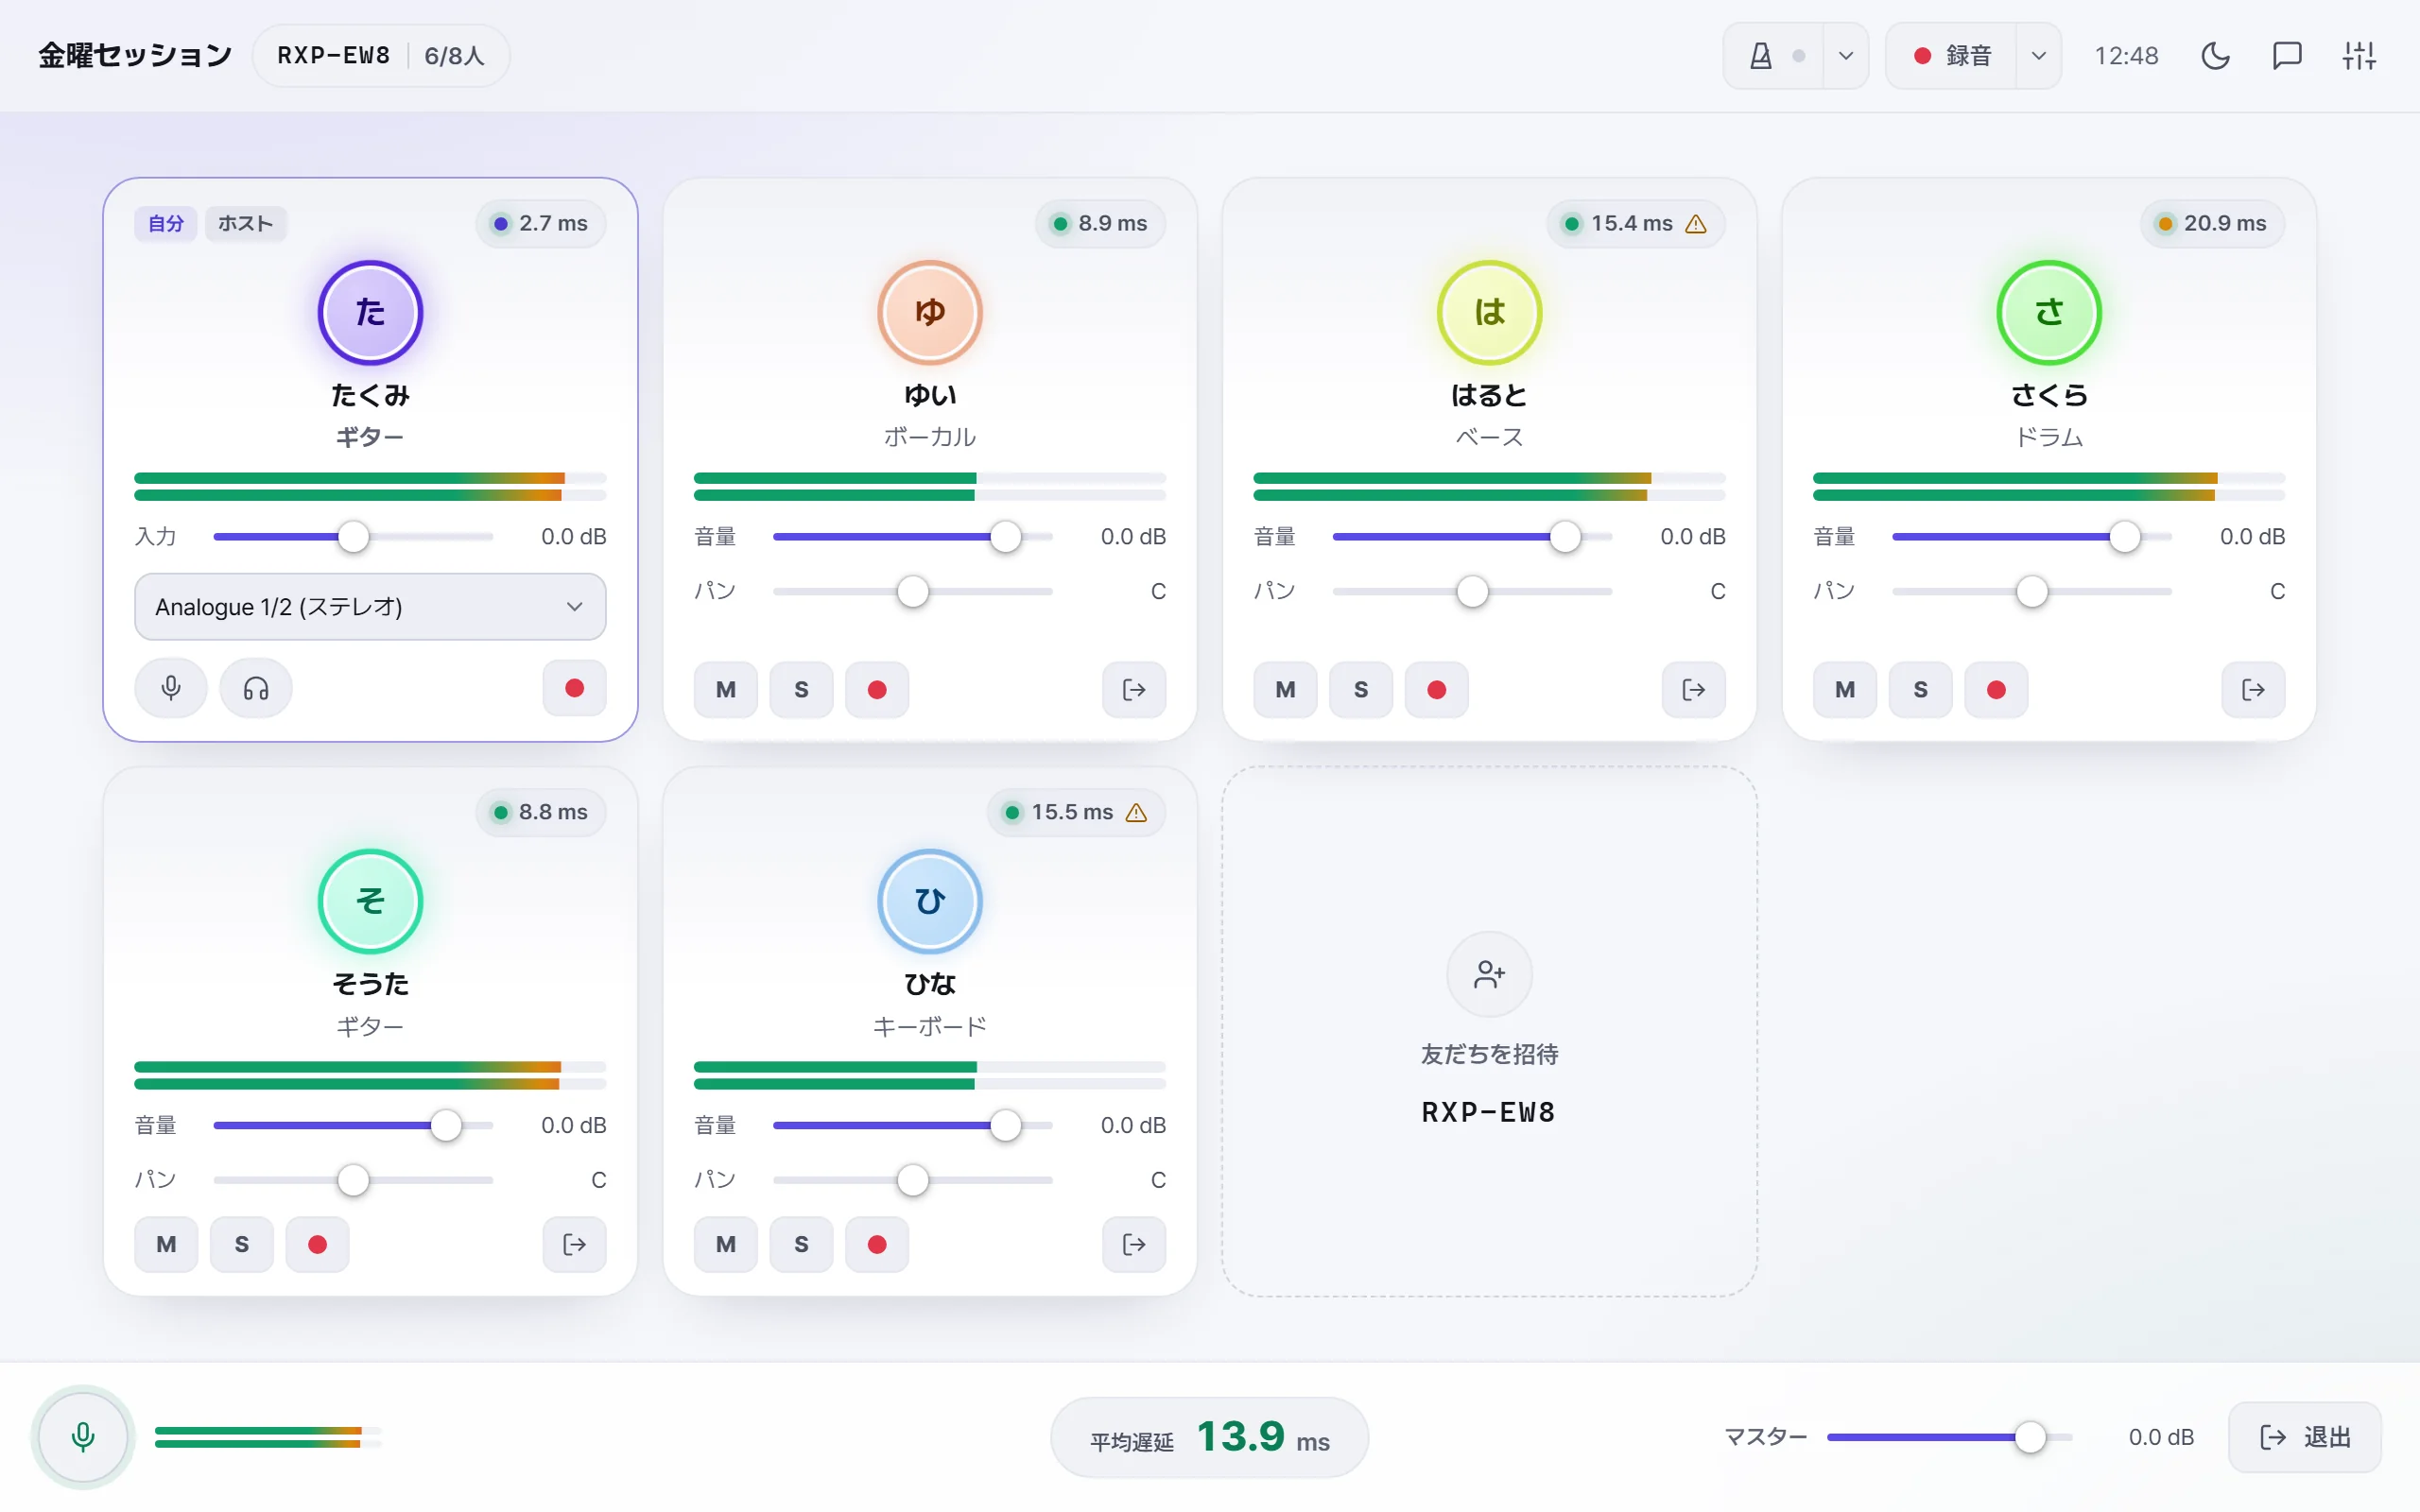 金曜セッション
RXP-EW8
6/8人
録音
12:48
自分
ホスト
2.7 ms
た
たくみ
ギター
入力
0.0 dB
Analogue 1/2 (ステレオ)
8.9 ms
ゆ
ゆい
ボーカル
音量
0.0 dB
パン
C
M
S
15.4 ms
は
はると
ベース
音量
0.0 dB
パン
C
M
S
20.9 ms
さ
さくら
ドラム
音量
0.0 dB
パン
C
M
S
8.8 ms
そ
そうた
ギター
音量
0.0 dB
パン
C
M
S
15.5 ms
ひ
ひな
キーボード
音量
0.0 dB
パン
C
M
S
友だちを招待
RXP-EW8
平均遅延 13.9 ms
マスター
0.0 dB
退出